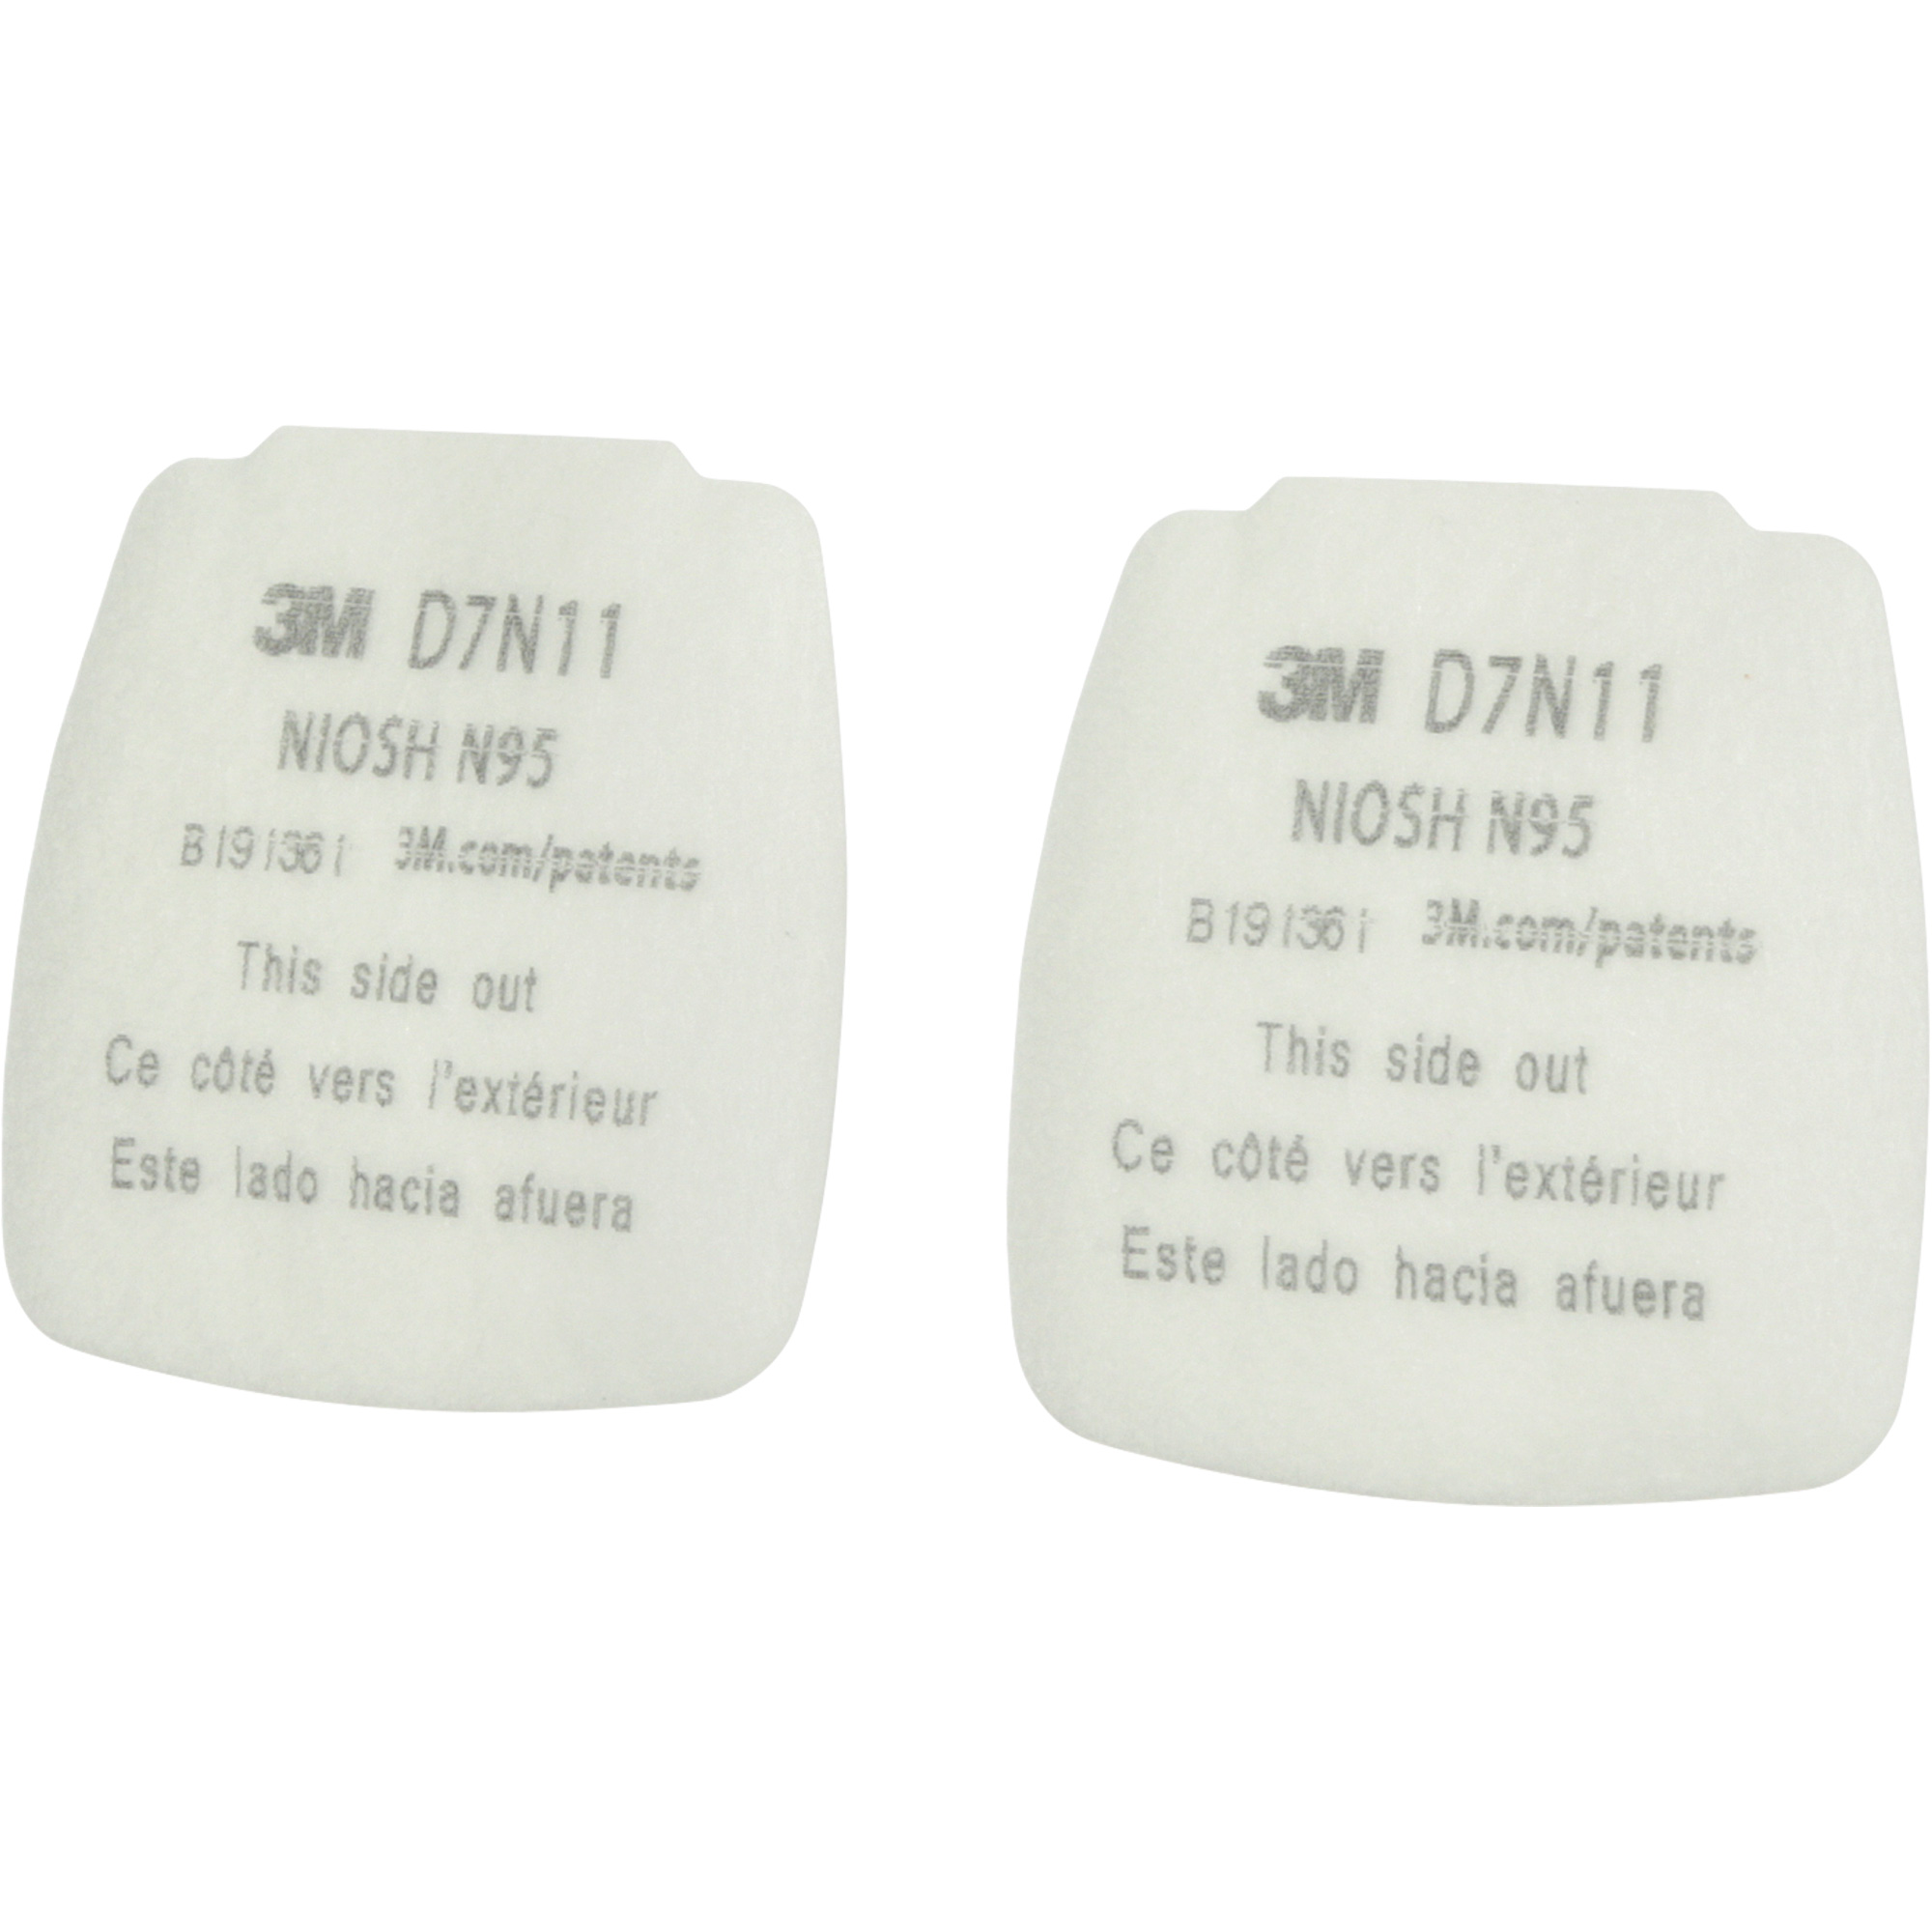 3M D7N11
NIOSH N95
B191361 3M.com/patents
This side out
Ce côté vers l'extérieur
Este lado hacia afuera
3M D7N11
NIOSH N95
B191361 3M.com/patents
This side out
Ce côté vers l'extérieur
Este lado hacia afuera